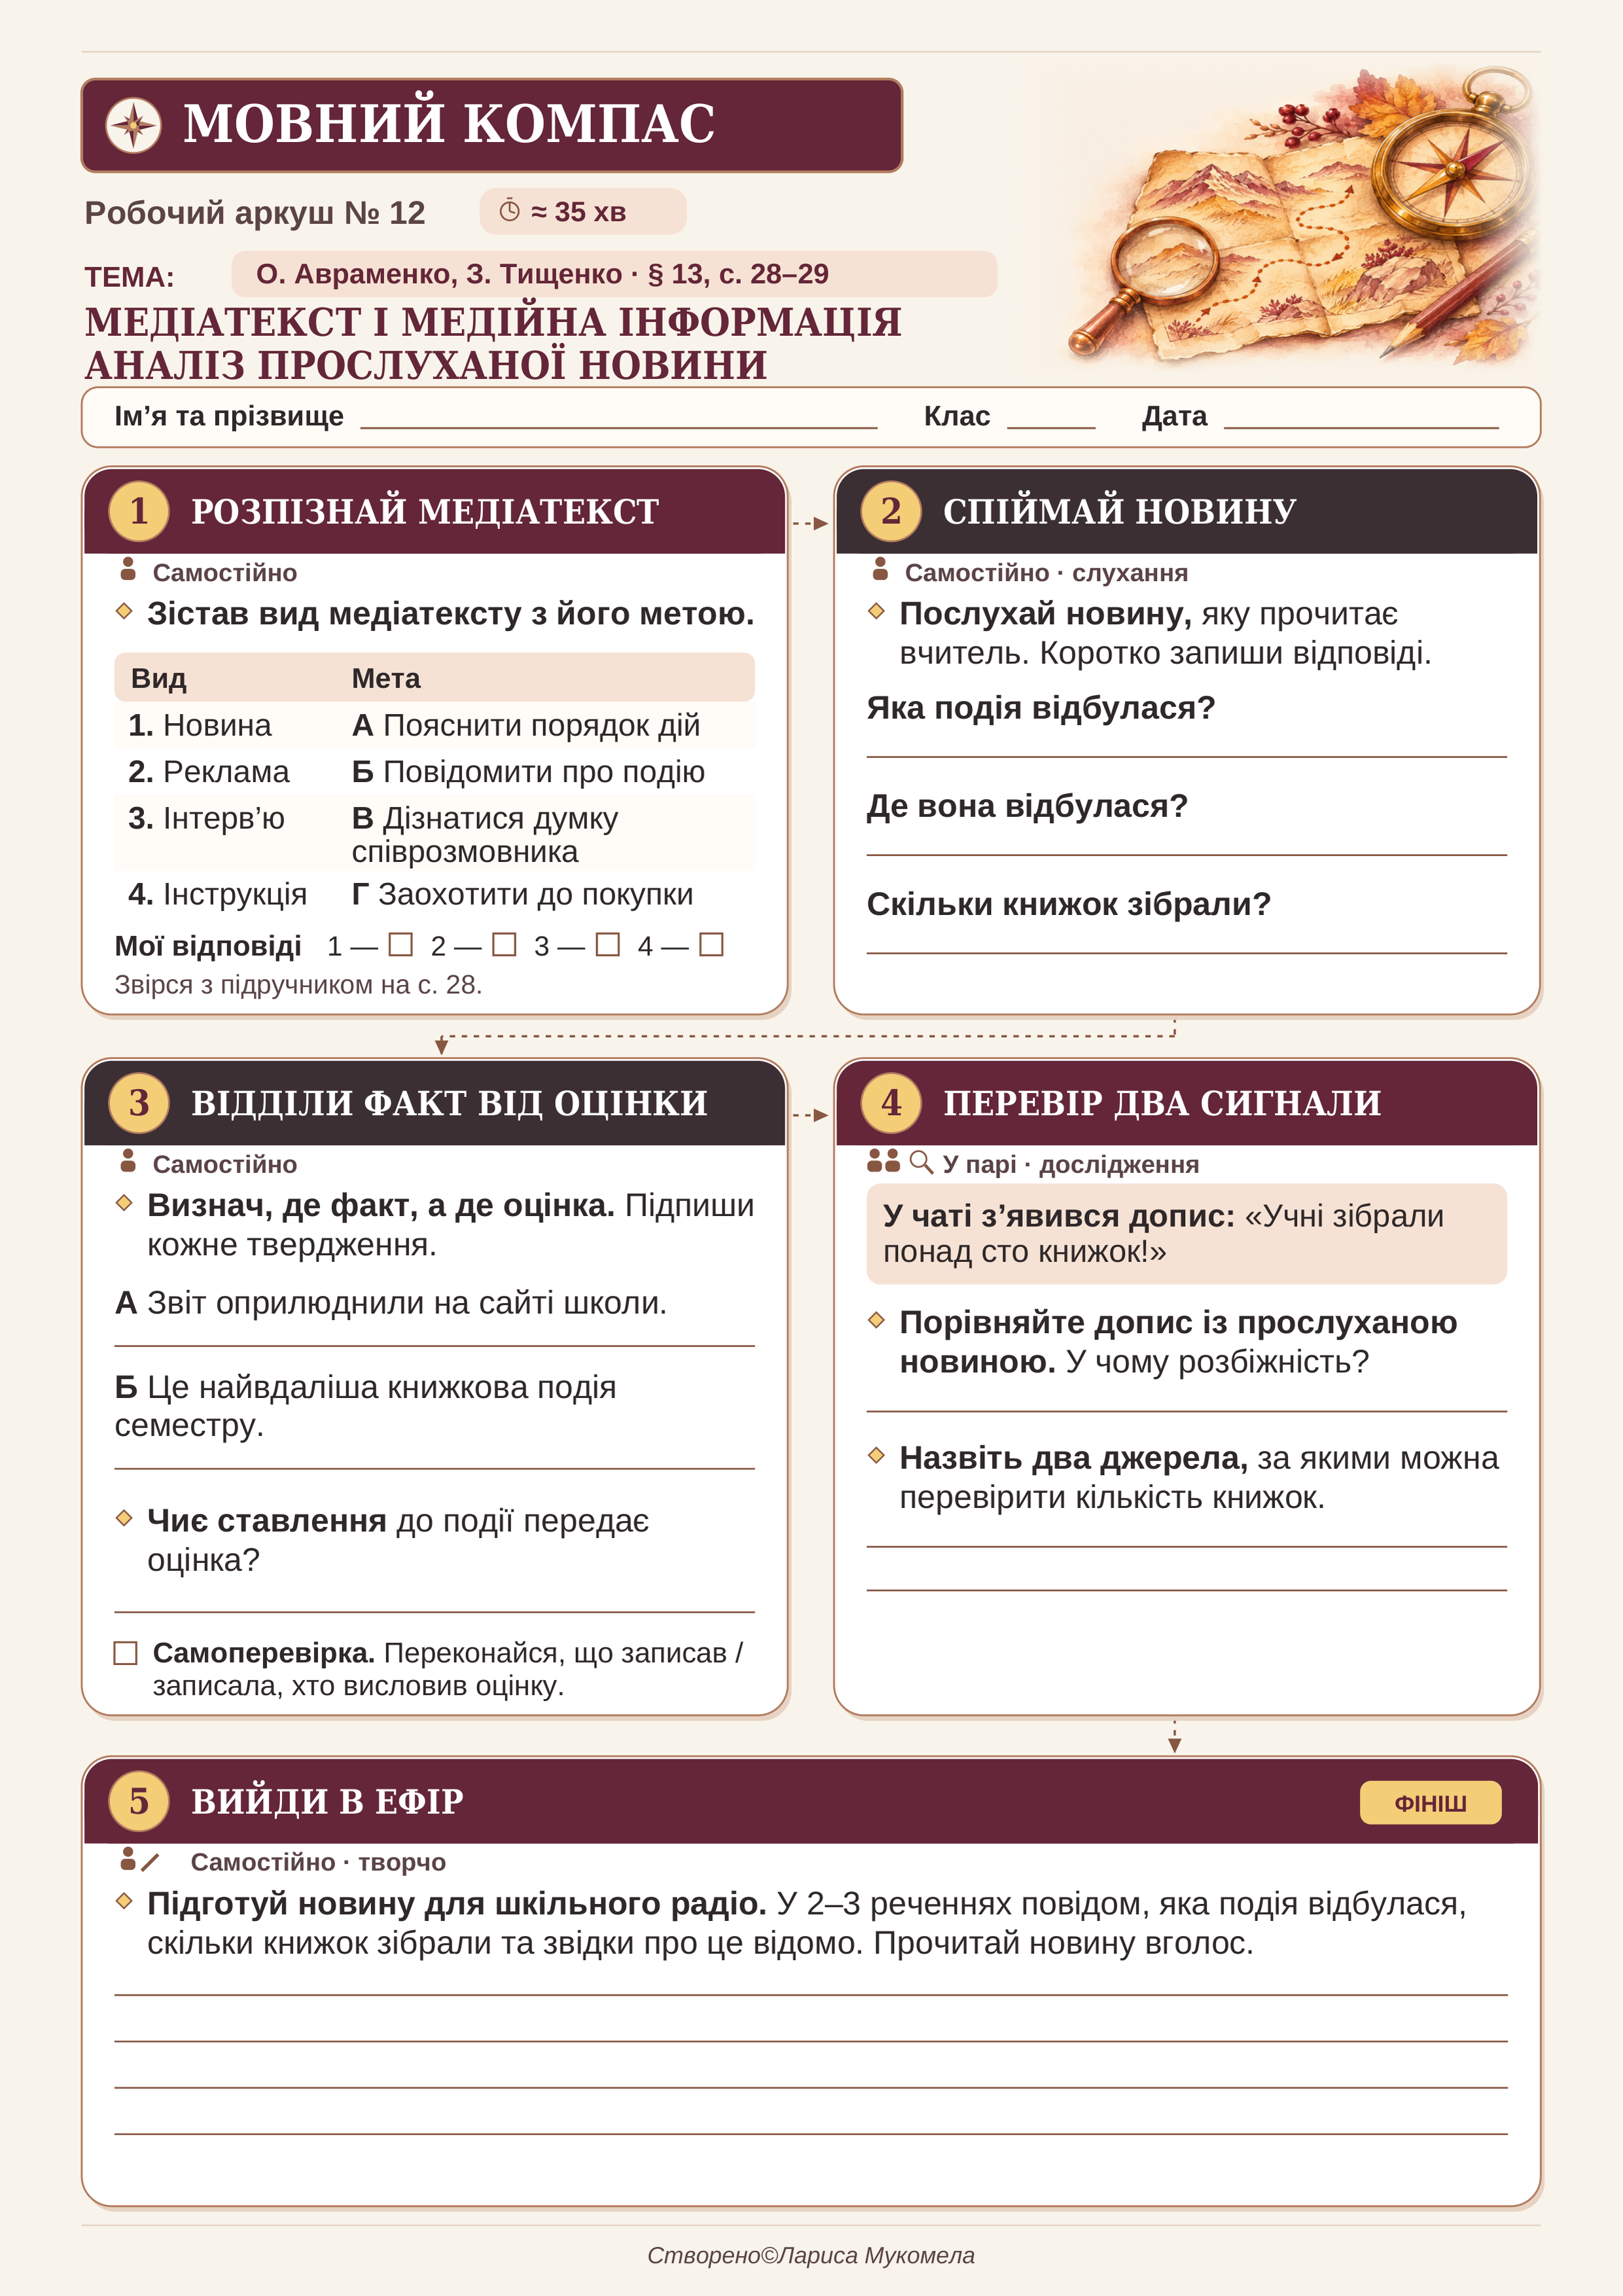 МОВНИЙ КОМПАС
Робочий аркуш № 12
≈ 35 хв
ТЕМА:
О. Авраменко, З. Тищенко · § 13, с. 28–29
МЕДІАТЕКСТ І МЕДІЙНА ІНФОРМАЦІЯ
АНАЛІЗ ПРОСЛУХАНОЇ НОВИНИ
Ім’я та прізвище
Клас
Дата
1 РОЗПІЗНАЙ МЕДІАТЕКСТ
Самостійно
Зістав вид медіатексту з його метою.
Вид Мета
1. Новина А Пояснити порядок дій
2. Реклама Б Повідомити про подію
3. Інтерв’ю В Дізнатися думку
співрозмовника
4. Інструкція Г Заохотити до покупки
Мої відповіді 1 — 2 — 3 — 4 —
Звірся з підручником на с. 28.
2 СПІЙМАЙ НОВИНУ
Самостійно · слухання
Послухай новину, яку прочитає
вчитель. Коротко запиши відповіді.
Яка подія відбулася?
Де вона відбулася?
Скільки книжок зібрали?
3 ВІДДІЛИ ФАКТ ВІД ОЦІНКИ
Самостійно
Визнач, де факт, а де оцінка. Підпиши
кожне твердження.
А Звіт оприлюднили на сайті школи.
Б Це найвдаліша книжкова подія
семестру.
Чиє ставлення до події передає
оцінка?
Самоперевірка. Переконайся, що записав /
записала, хто висловив оцінку.
4 ПЕРЕВІР ДВА СИГНАЛИ
У парі · дослідження
У чаті з’явився допис: «Учні зібрали
понад сто книжок!»
Порівняйте допис із прослуханою
новиною. У чому розбіжність?
Назвіть два джерела, за якими можна
перевірити кількість книжок.
5 ВИЙДИ В ЕФІР
ФІНІШ
Самостійно · творчо
Підготуй новину для шкільного радіо. У 2–3 реченнях повідом, яка подія відбулася,
скільки книжок зібрали та звідки про це відомо. Прочитай новину вголос.
Створено©Лариса Мукомела